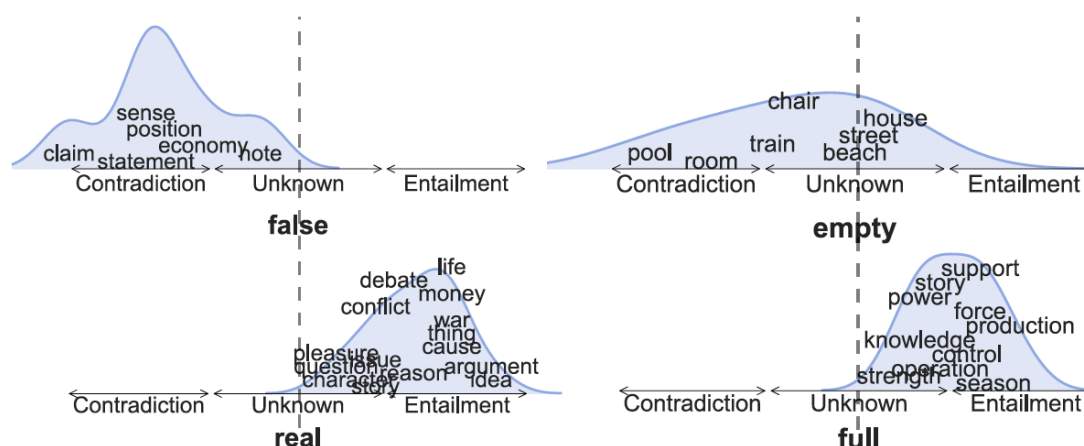 sense
position
economy
claim
note
statement
Contradiction Unknown Entailment
false
chair
house
street
train
beach
pool
room
Contradiction Unknown Entailment
empty
life
debate
money
conflict
war
thing
cause
pleasure
issue
question
argument
reason
character
idea
story
Contradiction Unknown Entailment
real
support
story
power
force
production
knowledge
control
operation
strength
season
Contradiction Unknown Entailment
full